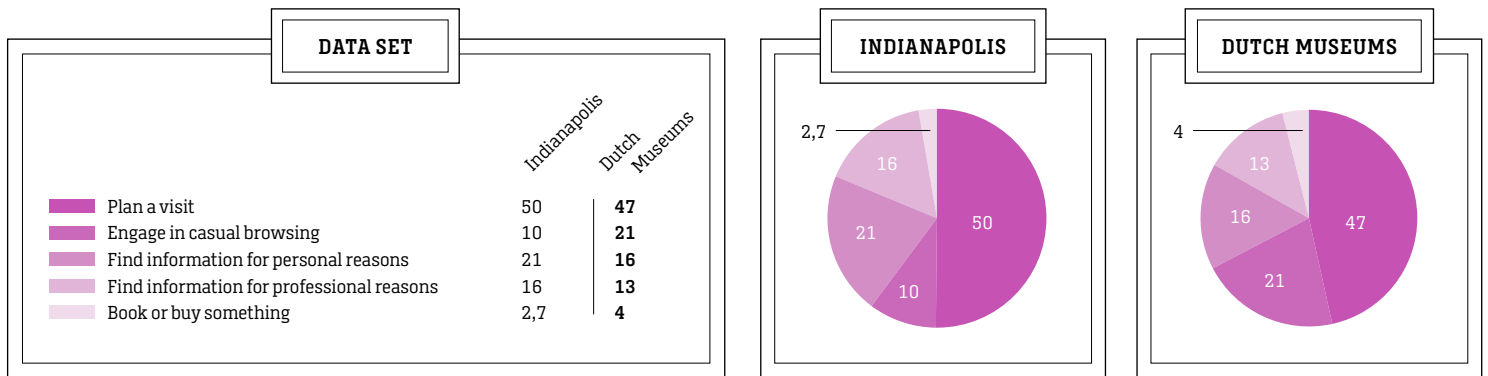 DATA SET
Indianapolis
Dutch
Museums
Plan a visit 50 47
Engage in casual browsing 10 21
Find information for personal reasons 21 16
Find information for professional reasons 16 13
Book or buy something 2,7 4
INDIANAPOLIS
2,7
16
21
50
10
DUTCH MUSEUMS
4
13
16
47
21